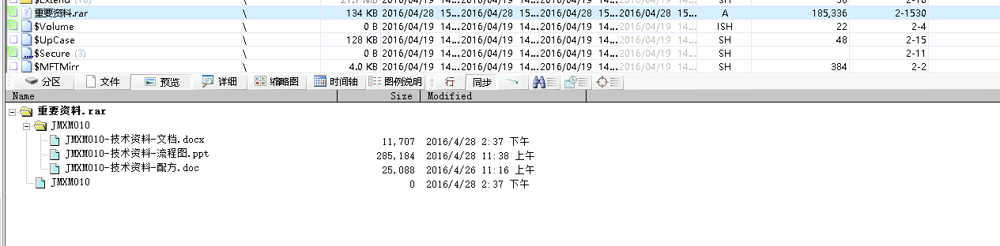 $Extend (10) \ 21.1 MB 2016/04/19 14...2016/04/19 14...2016/04/19 14...2016/04/19 14... SH 38 2-16
重要资料.rar \ 134 KB 2016/04/28 15...2016/04/28 15...2016/04/28 15...2016/04/28 15... A 185,336 2-1530
$Volume \ 0 B 2016/04/19 14...2016/04/19 14...2016/04/19 14...2016/04/19 14... ISH 22 2-4
$UpCase \ 128 KB 2016/04/19 14...2016/04/19 14...2016/04/19 14...2016/04/19 14... SH 48 2-15
$Secure (3) \ 0 B 2016/04/19 14...2016/04/19 14...2016/04/19 14...2016/04/19 14... SH 2-11
$MFTMirr \ 4.0 KB 2016/04/19 14...2016/04/19 14...2016/04/19 14...2016/04/19 14... SH 384 2-2
分区 文件 预览 详细 缩略图 时间轴 图例说明 行 同步
Name Size Modified
重要资料.rar
JMXM010
JMXM010-技术资料-文档.docx 11,707 2016/4/28 2:37 下午
JMXM010-技术资料-流程图.ppt 285,184 2016/4/28 11:38 上午
JMXM010-技术资料-配方.doc 25,088 2016/4/26 11:16 上午
JMXM010 0 2016/4/28 2:37 下午